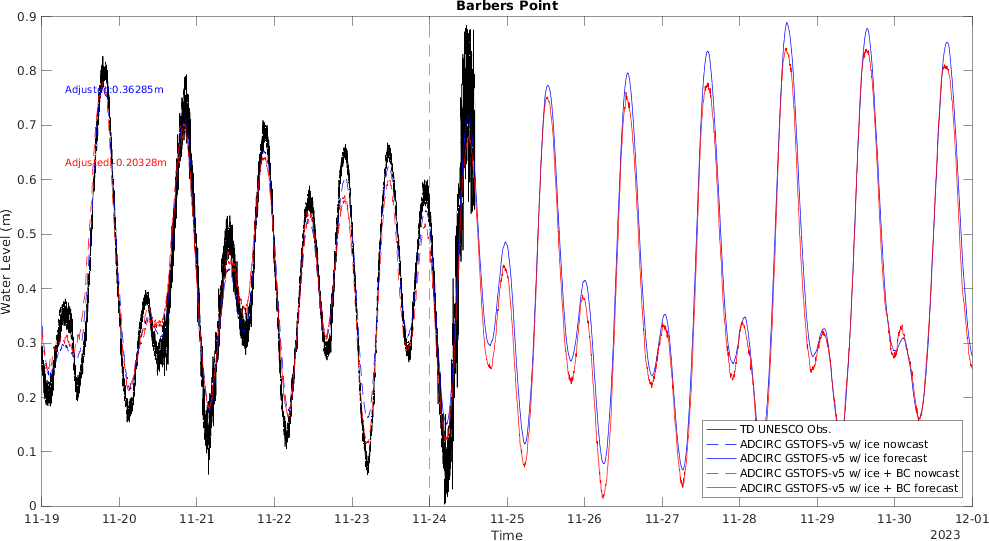 Barbers Point
Water Level (m)
0.9
0.8
0.7
0.6
0.5
0.4
0.3
0.2
0.1
0
Adjusted:0.36285m
Adjusted:-0.20328m
TD UNESCO Obs.
ADCIRC GSTOFS-v5 w/ ice nowcast
ADCIRC GSTOFS-v5 w/ ice forecast
ADCIRC GSTOFS-v5 w/ ice + BC nowcast
ADCIRC GSTOFS-v5 w/ ice + BC forecast
11-19 11-20 11-21 11-22 11-23 11-24 11-25 11-26 11-27 11-28 11-29 11-30 12-01
Time
2023